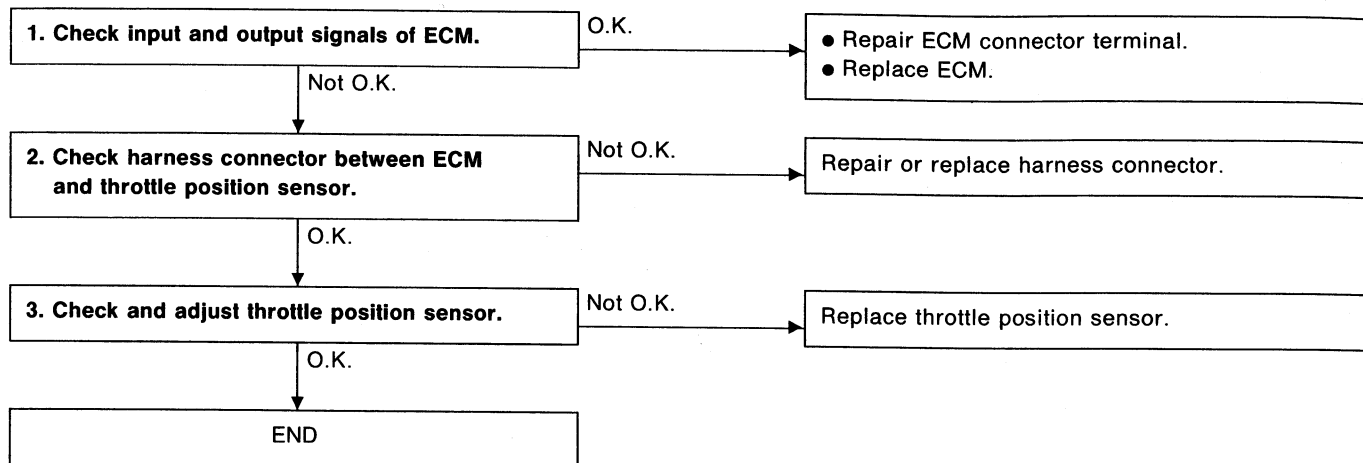 1. Check input and output signals of ECM.
O.K.
● Repair ECM connector terminal.
● Replace ECM.
Not O.K.
2. Check harness connector between ECM
and throttle position sensor.
Not O.K.
Repair or replace harness connector.
O.K.
3. Check and adjust throttle position sensor.
Not O.K.
Replace throttle position sensor.
O.K.
END